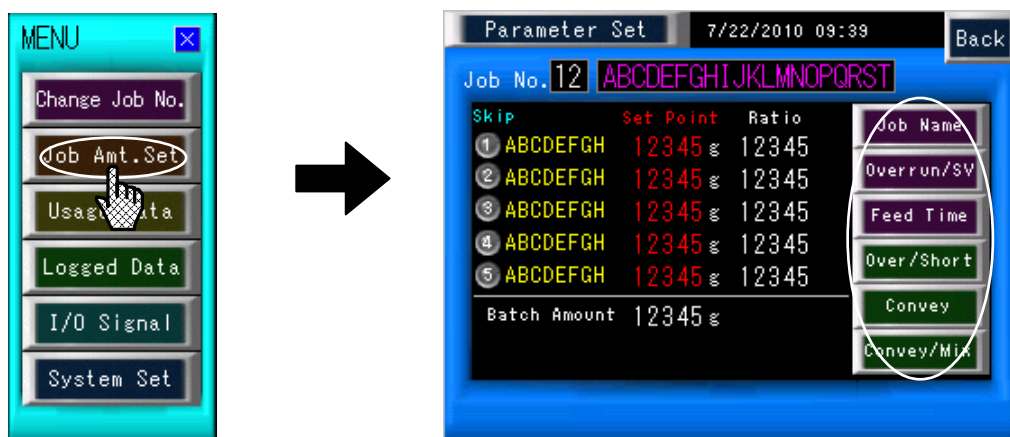 MENU
Change Job No.
Job Amt.Set
Usage Data
Logged Data
I/O Signal
System Set
Parameter Set 7/22/2010 09:39 Back
Job No. 12 ABCDEFGHIJKLMNOPQRST
Skip Set Point Ratio
1 ABCDEFGH 12345 g 12345
2 ABCDEFGH 12345 g 12345
3 ABCDEFGH 12345 g 12345
4 ABCDEFGH 12345 g 12345
5 ABCDEFGH 12345 g 12345
Batch Amount 12345 g
Job Name
Overrun/SV
Feed Time
Over/Short
Convey
Convey/Mix